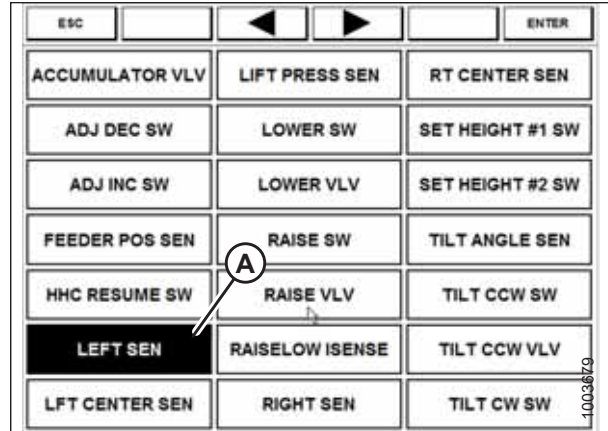 ESC ENTER
ACCUMULATOR VLV LIFT PRESS SEN RT CENTER SEN
ADJ DEC SW LOWER SW SET HEIGHT #1 SW
ADJ INC SW LOWER VLV SET HEIGHT #2 SW
FEEDER POS SEN RAISE SW TILT ANGLE SEN
A
HHC RESUME SW RAISE VLV TILT CCW SW
LEFT SEN RAISELOW ISENSE TILT CCW VLV
LFT CENTER SEN RIGHT SEN TILT CW SW
1003679